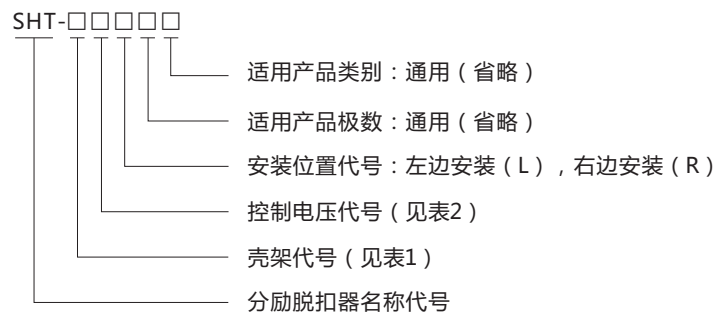 SHT-□□□□□
适用产品类别：通用（省略）
适用产品极数：通用（省略）
安装位置代号：左边安装（L），右边安装（R）
控制电压代号（见表2）
壳架代号（见表1）
分励脱扣器名称代号